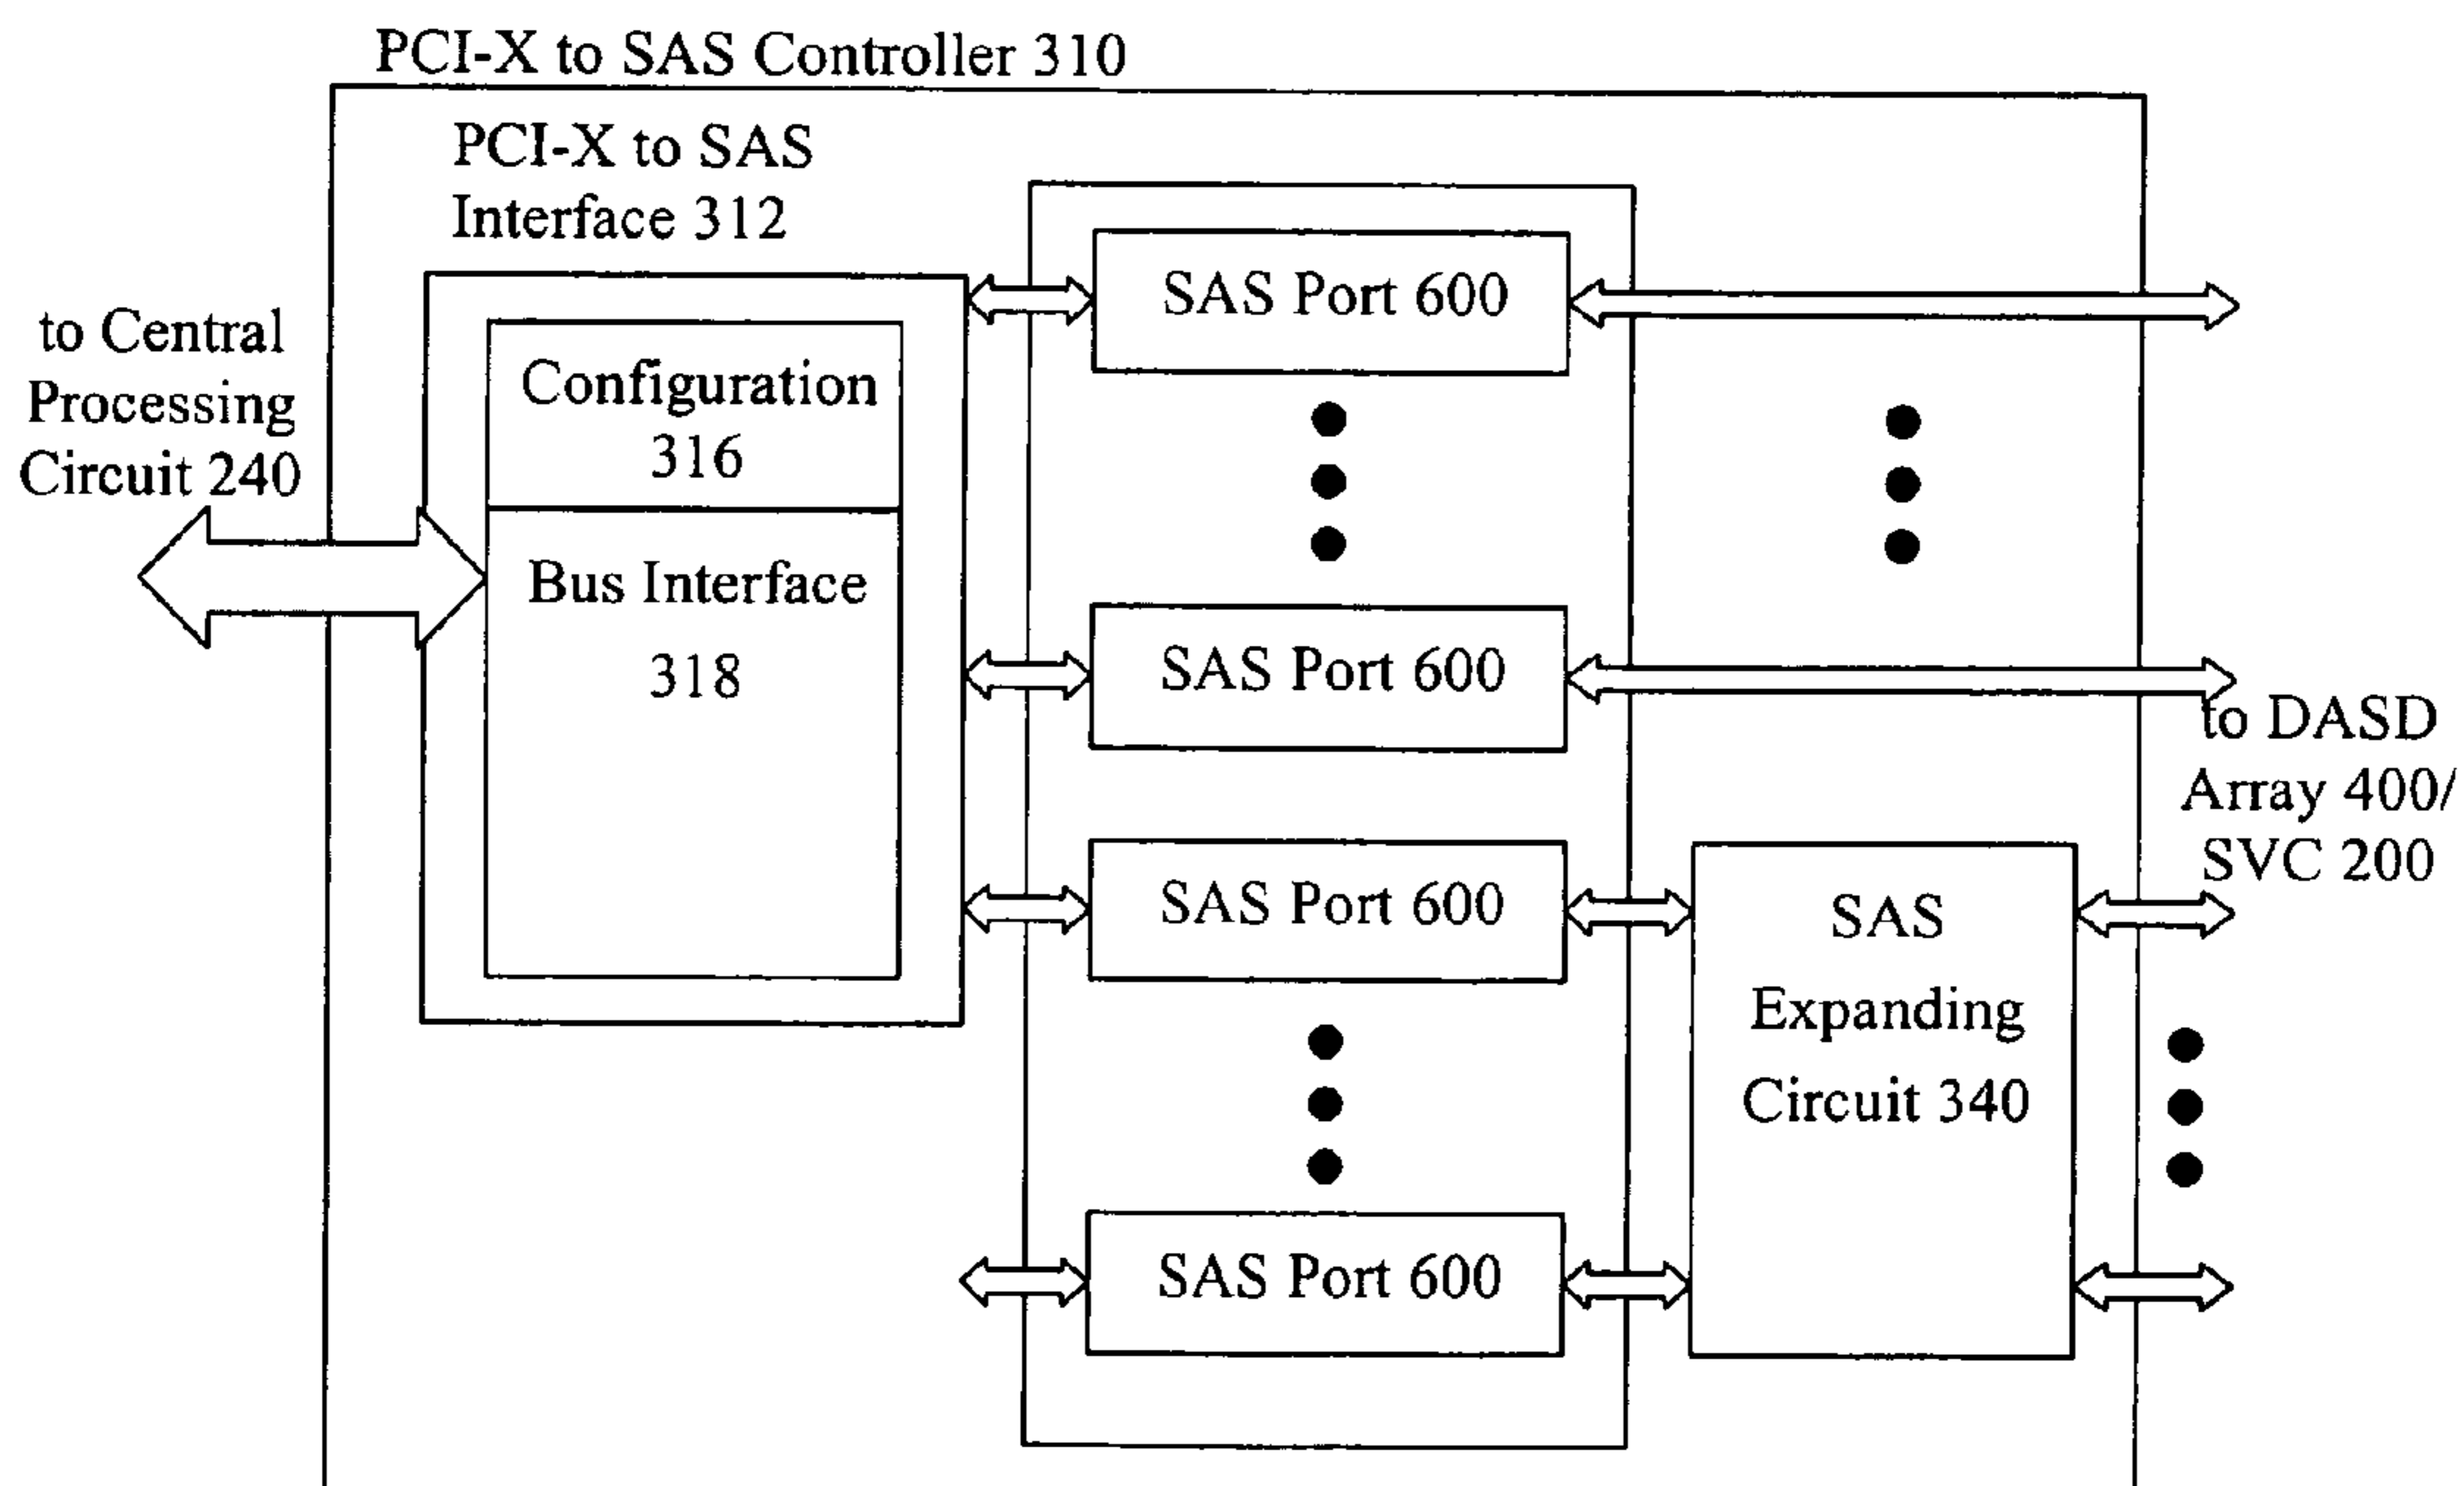 PCI-X to SAS Controller 310
PCI-X to SAS
Interface 312
to Central
Processing
Circuit 240
Configuration
316
Bus Interface
318
SAS Port 600
SAS Port 600
SAS Port 600
SAS Port 600
SAS
Expanding
Circuit 340
to DASD
Array 400/
SVC 200